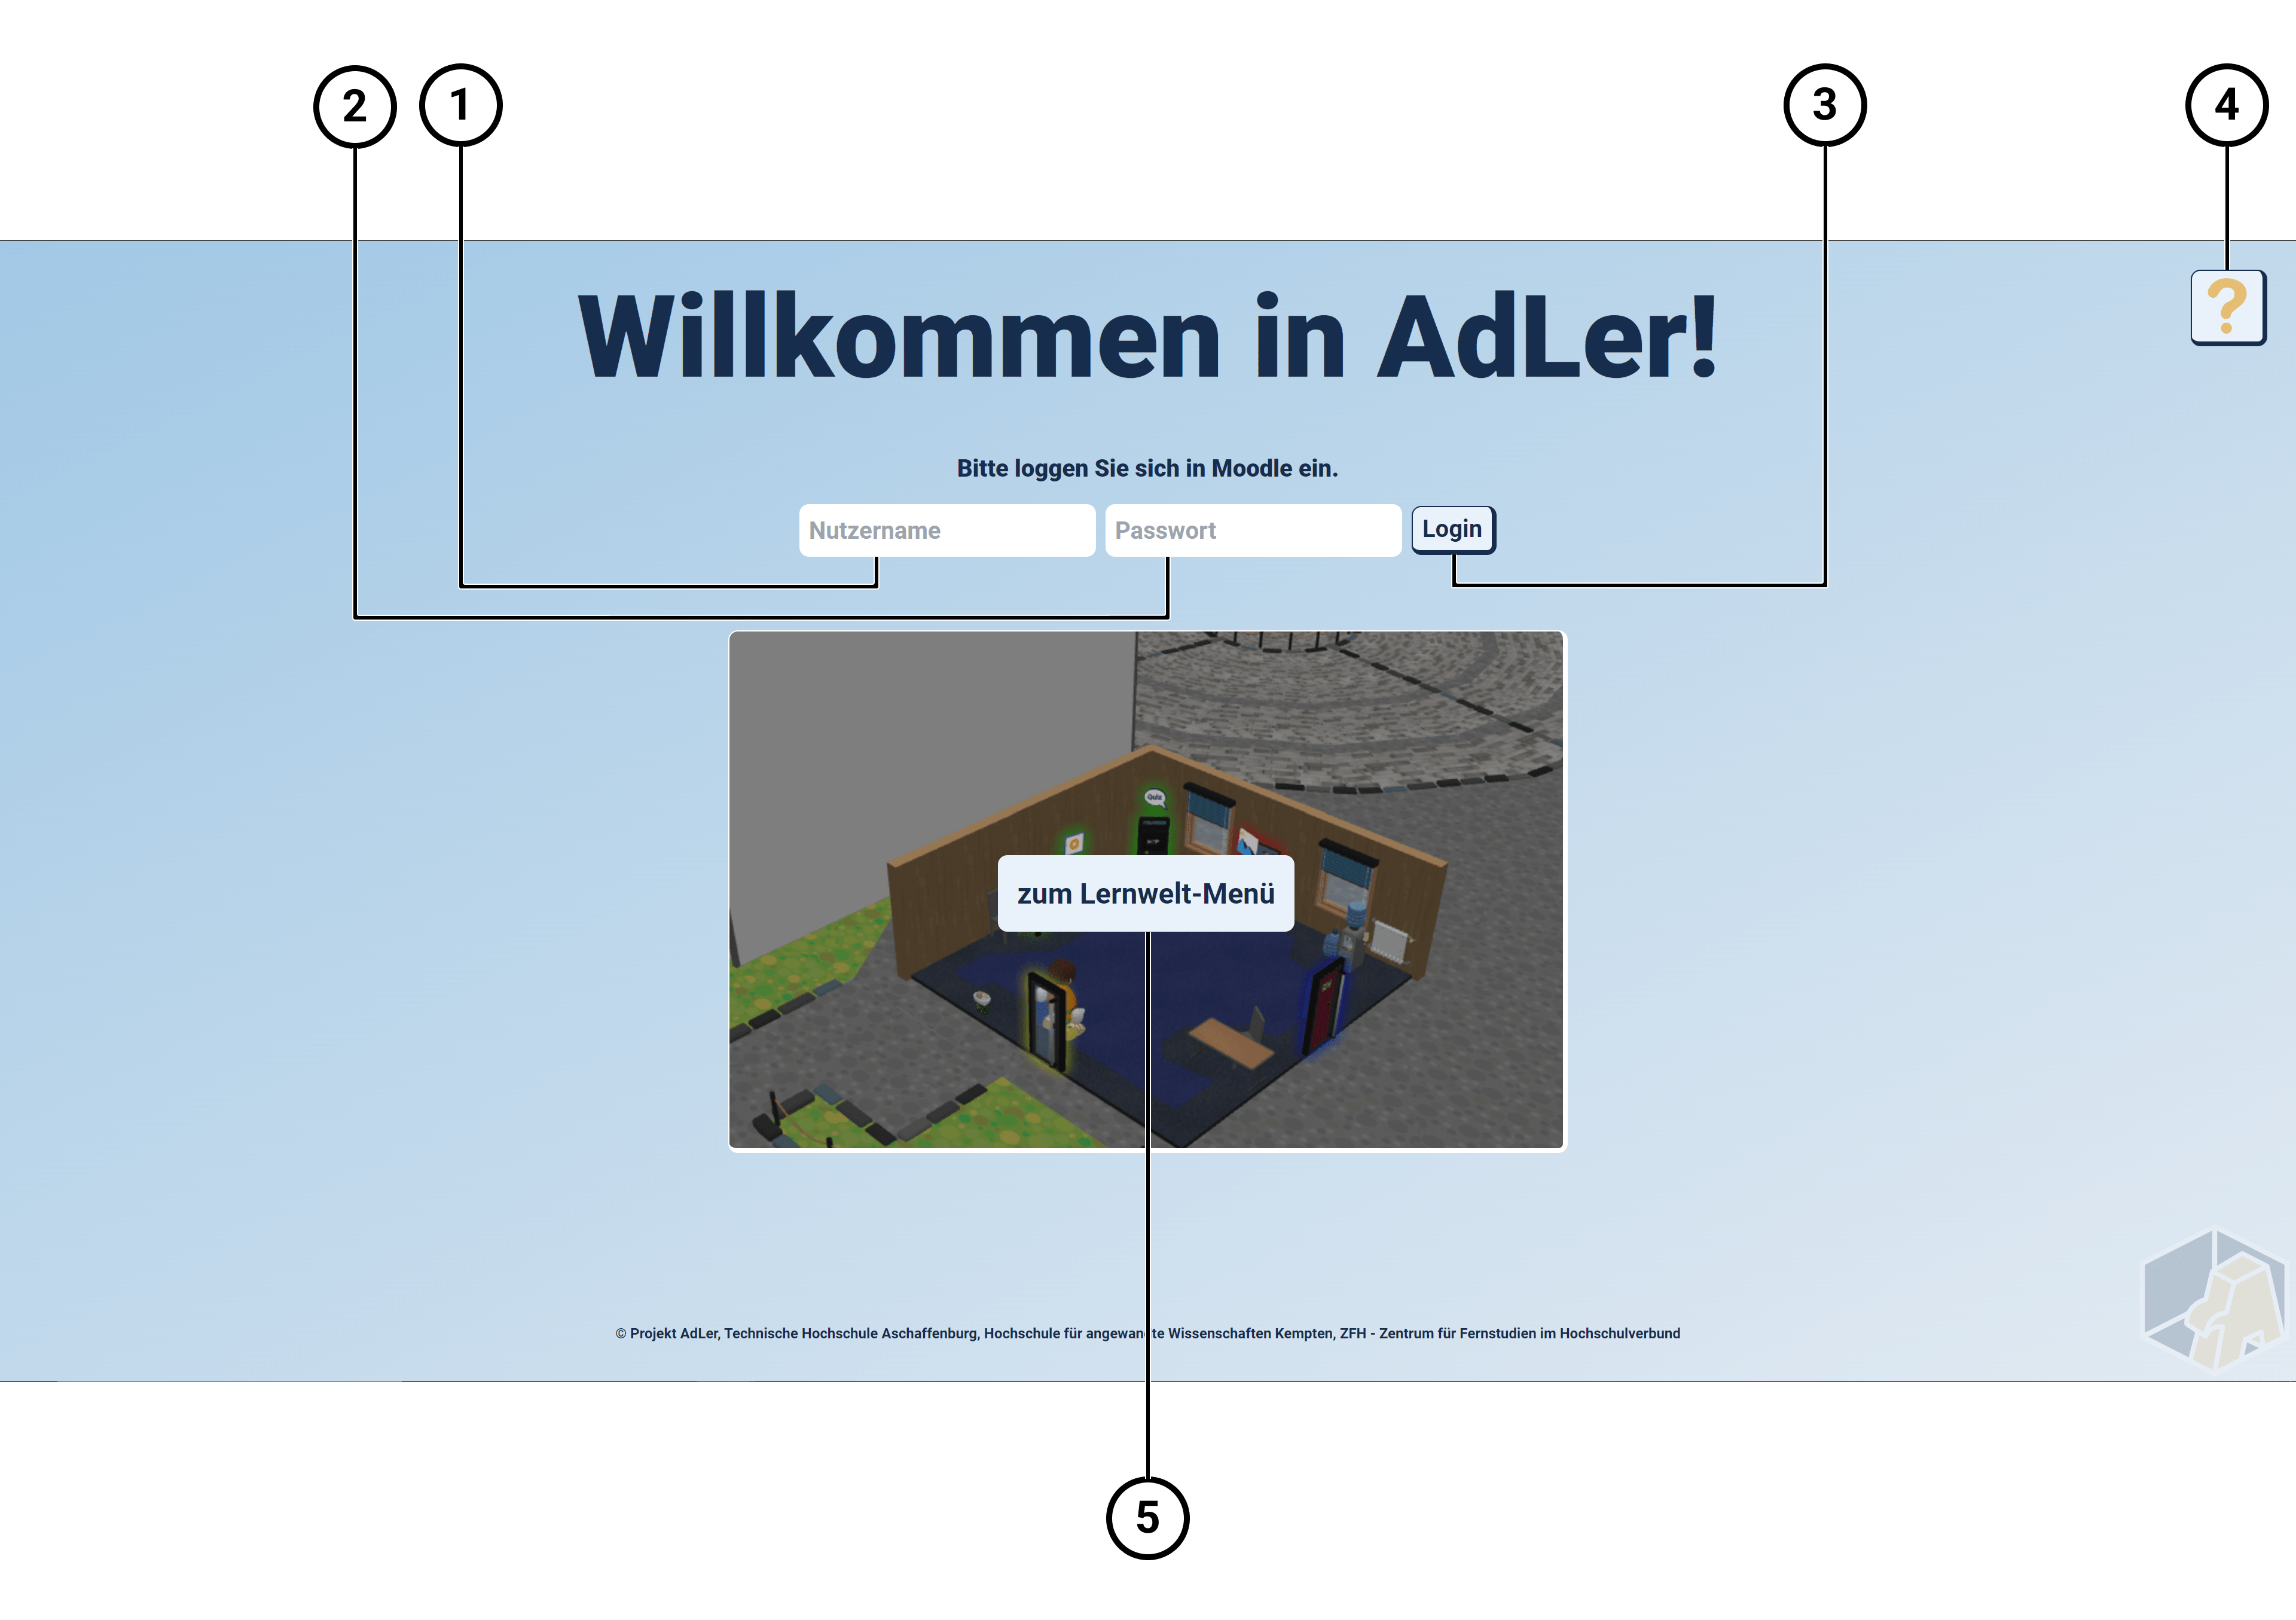 2 1 3 4
Willkommen in AdLer!
?
Bitte loggen Sie sich in Moodle ein.
Nutzername Passwort Login
Quiz
zum Lernwelt-Menü
© Projekt AdLer, Technische Hochschule Aschaffenburg, Hochschule für angewandte Wissenschaften Kempten, ZFH - Zentrum für Fernstudien im Hochschulverbund
5